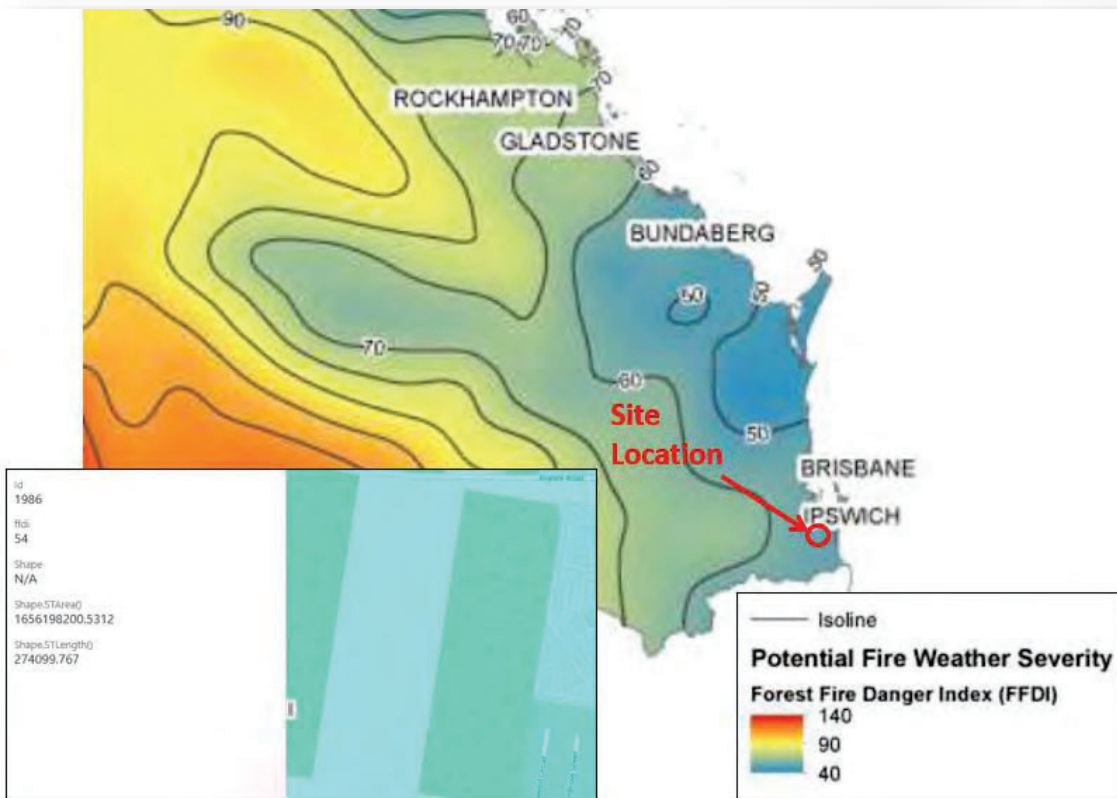 60
70
90
70 70
70
ROCKHAMPTON
GLADSTONE
60
BUNDABERG
50
50
50
70
60
Site
Location
50
BRISBANE
IPSWICH
Id
1986
ffdi
54
Shape
N/A
Shape.STArea()
1656198200.5312
Shape.STLength()
274099.767
Isoline
Potential Fire Weather Severity
Forest Fire Danger Index (FFDI)
140
90
40